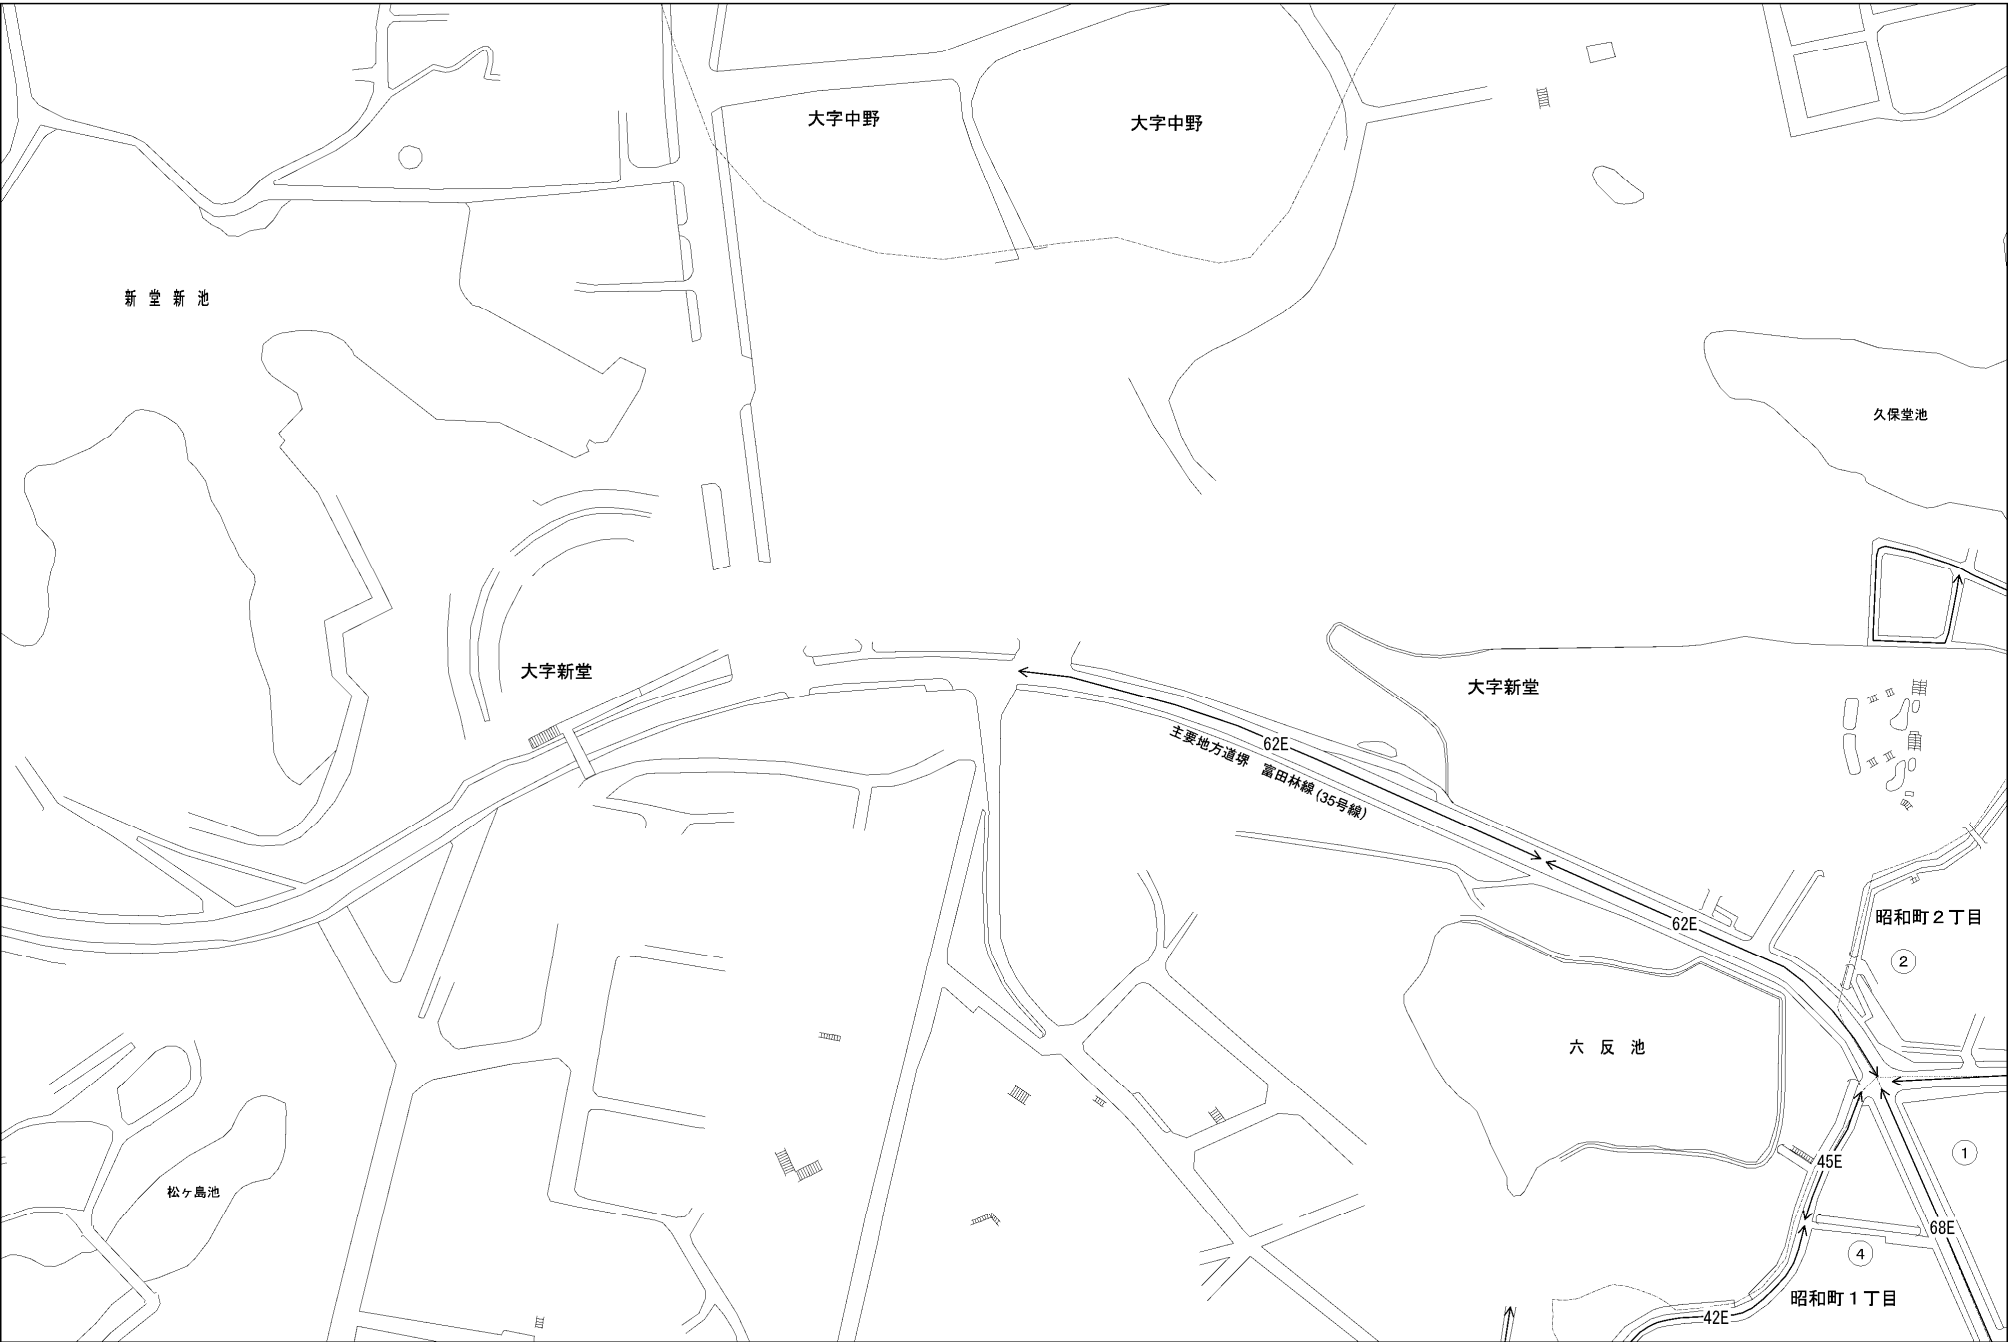 大字中野
大字中野
新堂新池
久保堂池
大字新堂
大字新堂
62E
主要地方道堺 富田林線(35号線)
62E
昭和町2丁目
2
六反池
1
45E
松ヶ島池
68E
4
昭和町1丁目
42E